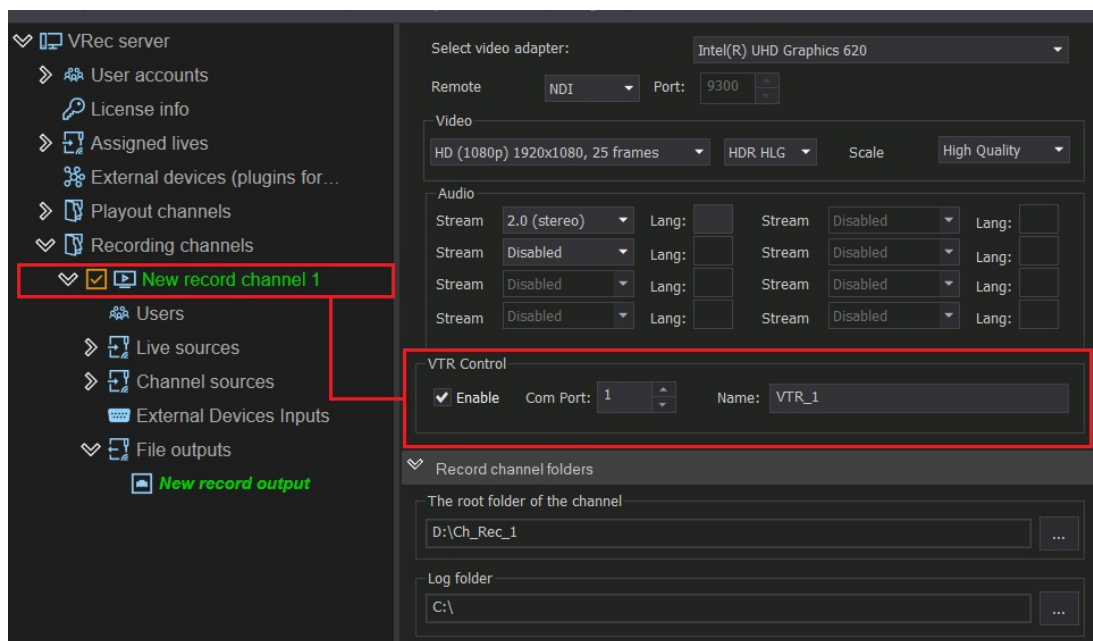 VRec server
User accounts
License info
Assigned lives
External devices (plugins for...
Playout channels
Recording channels
New record channel 1
Users
Live sources
Channel sources
External Devices Inputs
File outputs
New record output
Select video adapter: Intel(R) UHD Graphics 620
Remote NDI Port: 9300
Video
HD (1080p) 1920x1080, 25 frames HDR HLG Scale High Quality
Audio
Stream 2.0 (stereo) Lang: Stream Disabled Lang:
Stream Disabled Lang: Stream Disabled Lang:
Stream Disabled Lang: Stream Disabled Lang:
Stream Disabled Lang: Stream Disabled Lang:
VTR Control
Enable Com Port: 1 Name: VTR_1
Record channel folders
The root folder of the channel
D:\Ch_Rec_1 ...
Log folder
C:\ ...